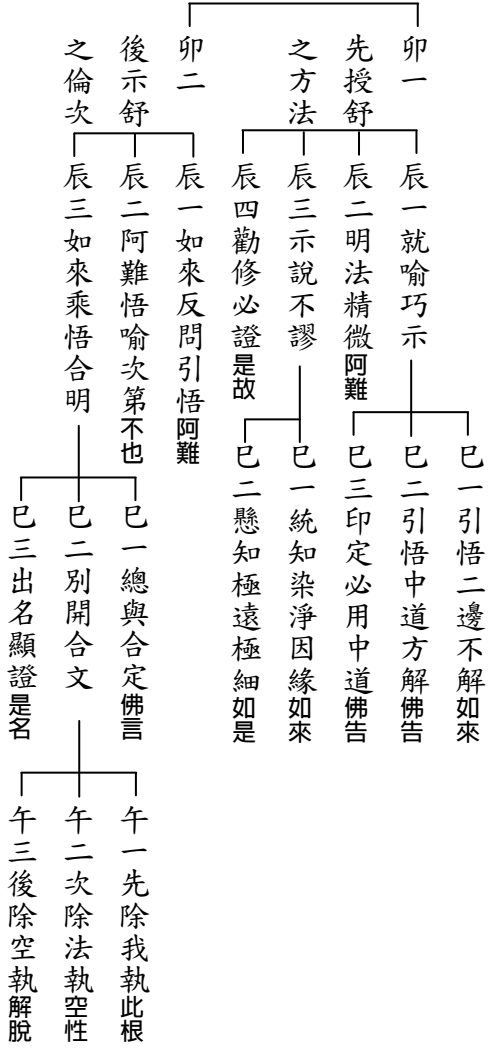 卯一
先授舒
之方法
辰一就喻巧示
巳一引悟二邊不解如來
巳二引悟中道方解佛告
巳三印定必用中道佛告
辰二明法精微阿難
辰三示說不謬
巳一統知染淨因緣如來
巳二懸知極遠極細如是
辰四勸修必證是故
卯二
後示舒
之倫次
辰一如來反問引悟阿難
辰二阿難悟喻次第不也
辰三如來乘悟合明
巳一總與合定佛言
巳二別開合文
午一先除我執此根
午二次除法執空性
午三後除空執解脫
巳三出名顯證是名